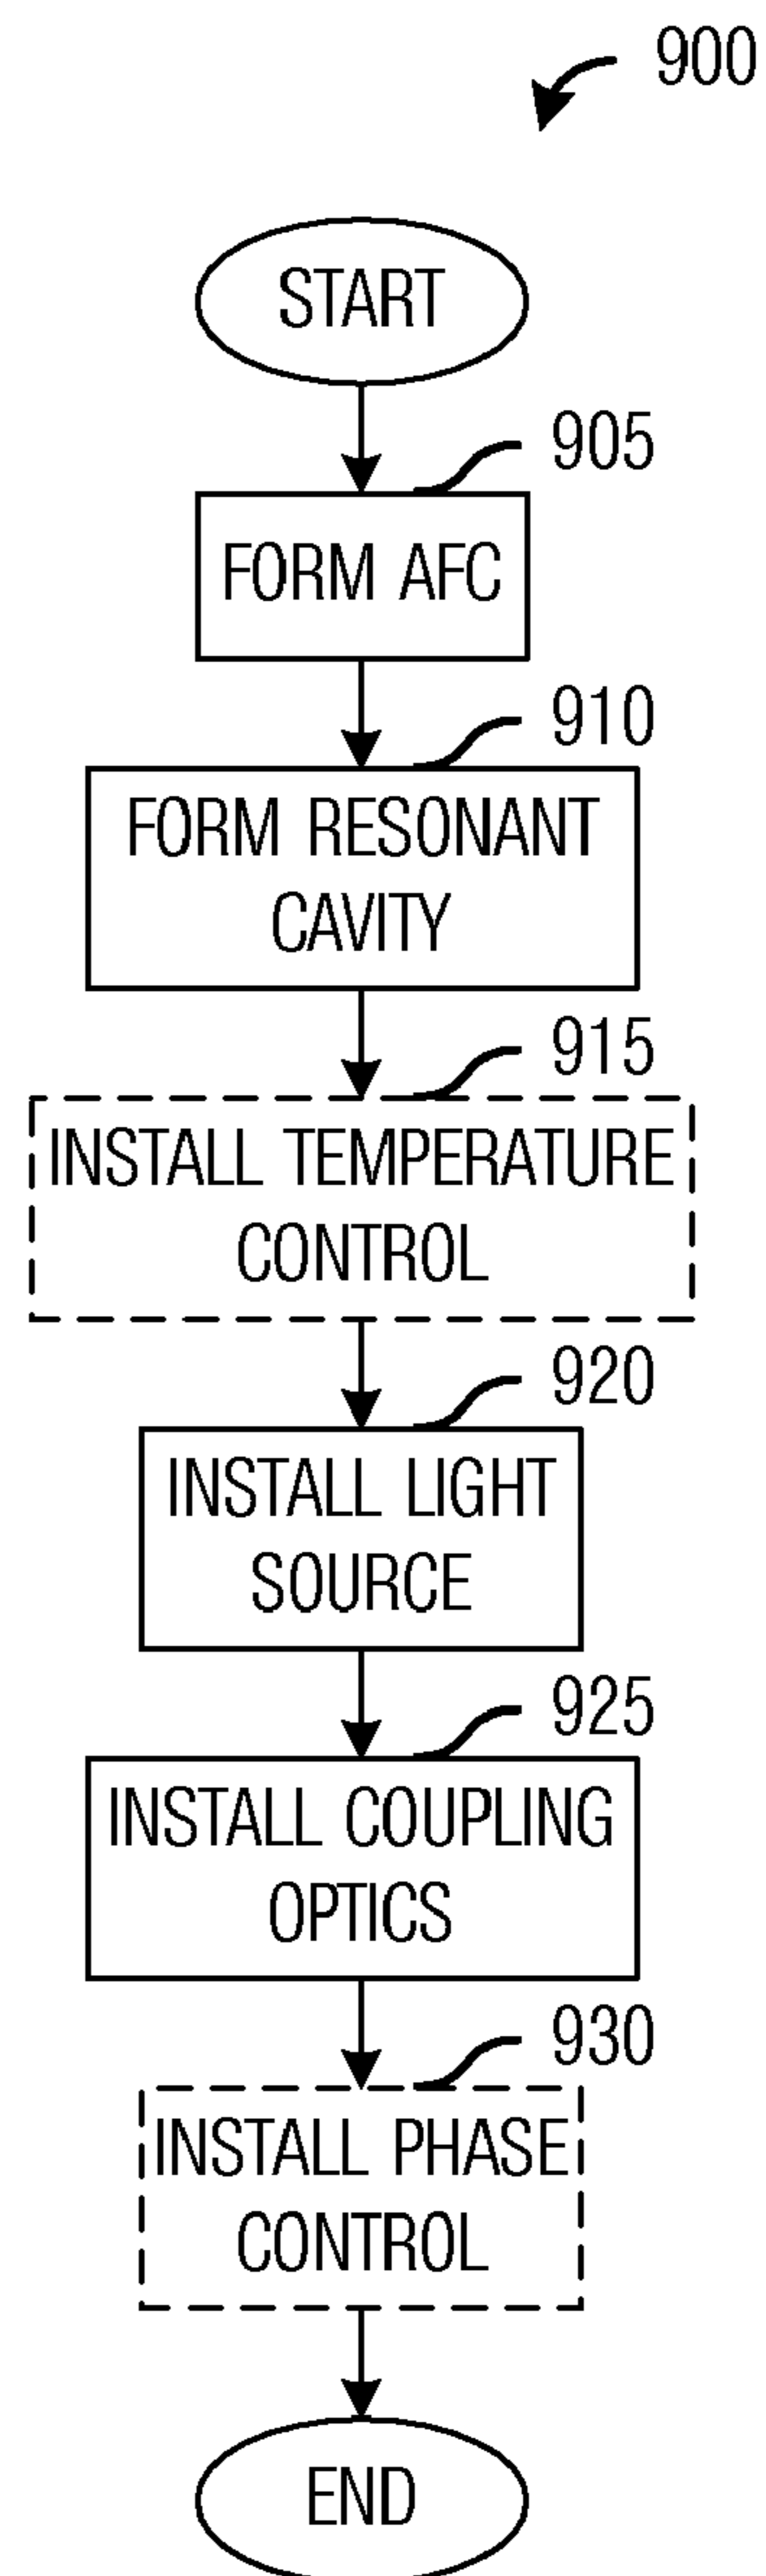 900
START
905
FORM AFC
910
FORM RESONANT
CAVITY
915
INSTALL TEMPERATURE
CONTROL
920
INSTALL LIGHT
SOURCE
925
INSTALL COUPLING
OPTICS
930
INSTALL PHASE
CONTROL
END